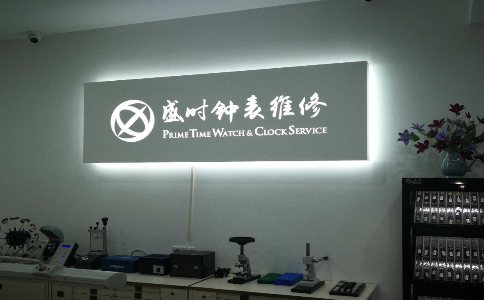 盛时钟表维修
PRIME TIME WATCH & CLOCK SERVICE